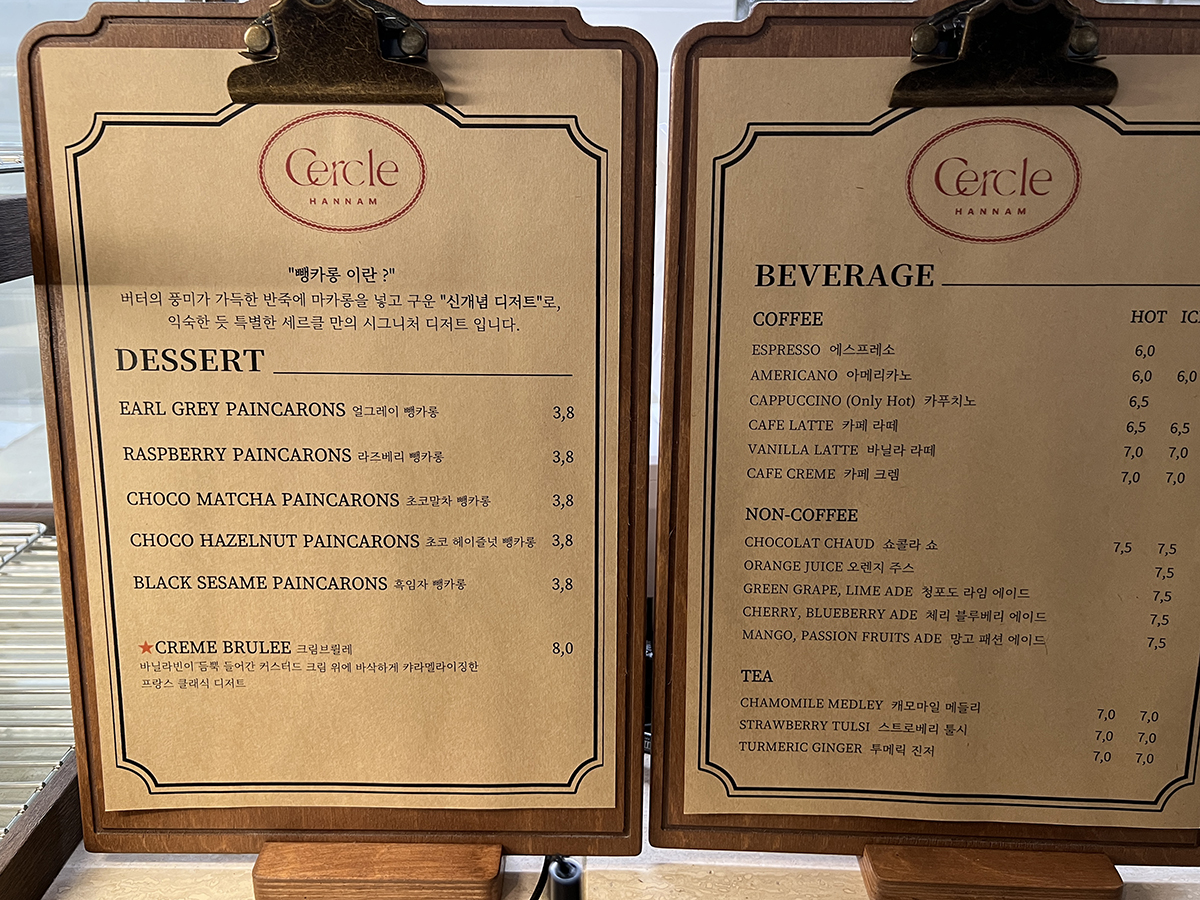 Cercle
HANNAM
"뺑카롱 이란 ?"
버터의 풍미가 가득한 반죽에 마카롱을 넣고 구운 "신개념 디저트"로,
익숙한 듯 특별한 세르클 만의 시그니처 디저트 입니다.
DESSERT
EARL GREY PAINCARONS 얼그레이 뺑카롱 3,8
RASPBERRY PAINCARONS 라즈베리 뺑카롱 3,8
CHOCO MATCHA PAINCARONS 초코말차 뺑카롱 3,8
CHOCO HAZELNUT PAINCARONS 초코 헤이즐넛 뺑카롱 3,8
BLACK SESAME PAINCARONS 흑임자 뺑카롱 3,8
★CREME BRULEE 크림브륄레 8,0
바닐라빈이 듬뿍 들어간 커스터드 크림 위에 바삭하게 캬라멜라이징한
프랑스 클래식 디저트
Cercle
HANNAM
BEVERAGE
COFFEE HOT
ESPRESSO 에스프레소 6,0
AMERICANO 아메리카노 6,0 6,0
CAPPUCCINO (Only Hot) 카푸치노 6,5
CAFE LATTE 카페 라떼 6,5 6,5
VANILLA LATTE 바닐라 라떼 7,0 7,0
CAFE CREME 카페 크렘 7,0 7,0
NON-COFFEE
CHOCOLAT CHAUD 쇼콜라 쇼 7,5 7,5
ORANGE JUICE 오렌지 주스 7,5
GREEN GRAPE, LIME ADE 청포도 라임 에이드 7,5
CHERRY, BLUEBERRY ADE 체리 블루베리 에이드 7,5
MANGO, PASSION FRUITS ADE 망고 패션 에이드 7,5
TEA
CHAMOMILE MEDLEY 캐모마일 메들리 7,0 7,0
STRAWBERRY TULSI 스트로베리 툴시 7,0 7,0
TURMERIC GINGER 투메릭 진저 7,0 7,0